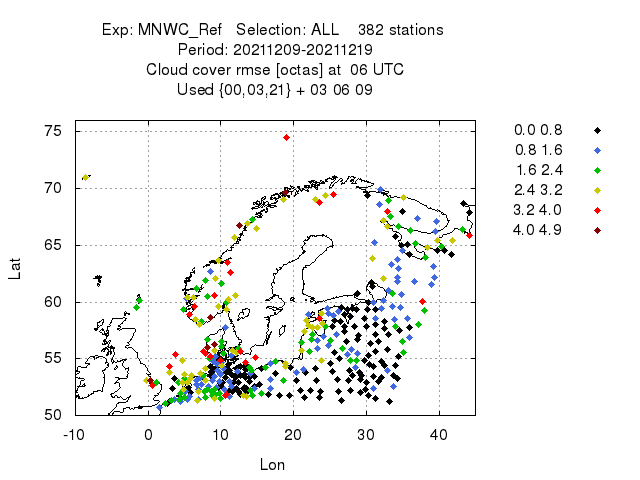 Exp: MNWC_Ref Selection: ALL 382 stations
Period: 20211209-20211219
Cloud cover rmse [octas] at 06 UTC
Used {00,03,21} + 03 06 09
0.0 0.8
0.8 1.6
1.6 2.4
2.4 3.2
3.2 4.0
4.0 4.9
75
70
65
60
55
50
Lat
-10 0 10 20 30 40
Lon